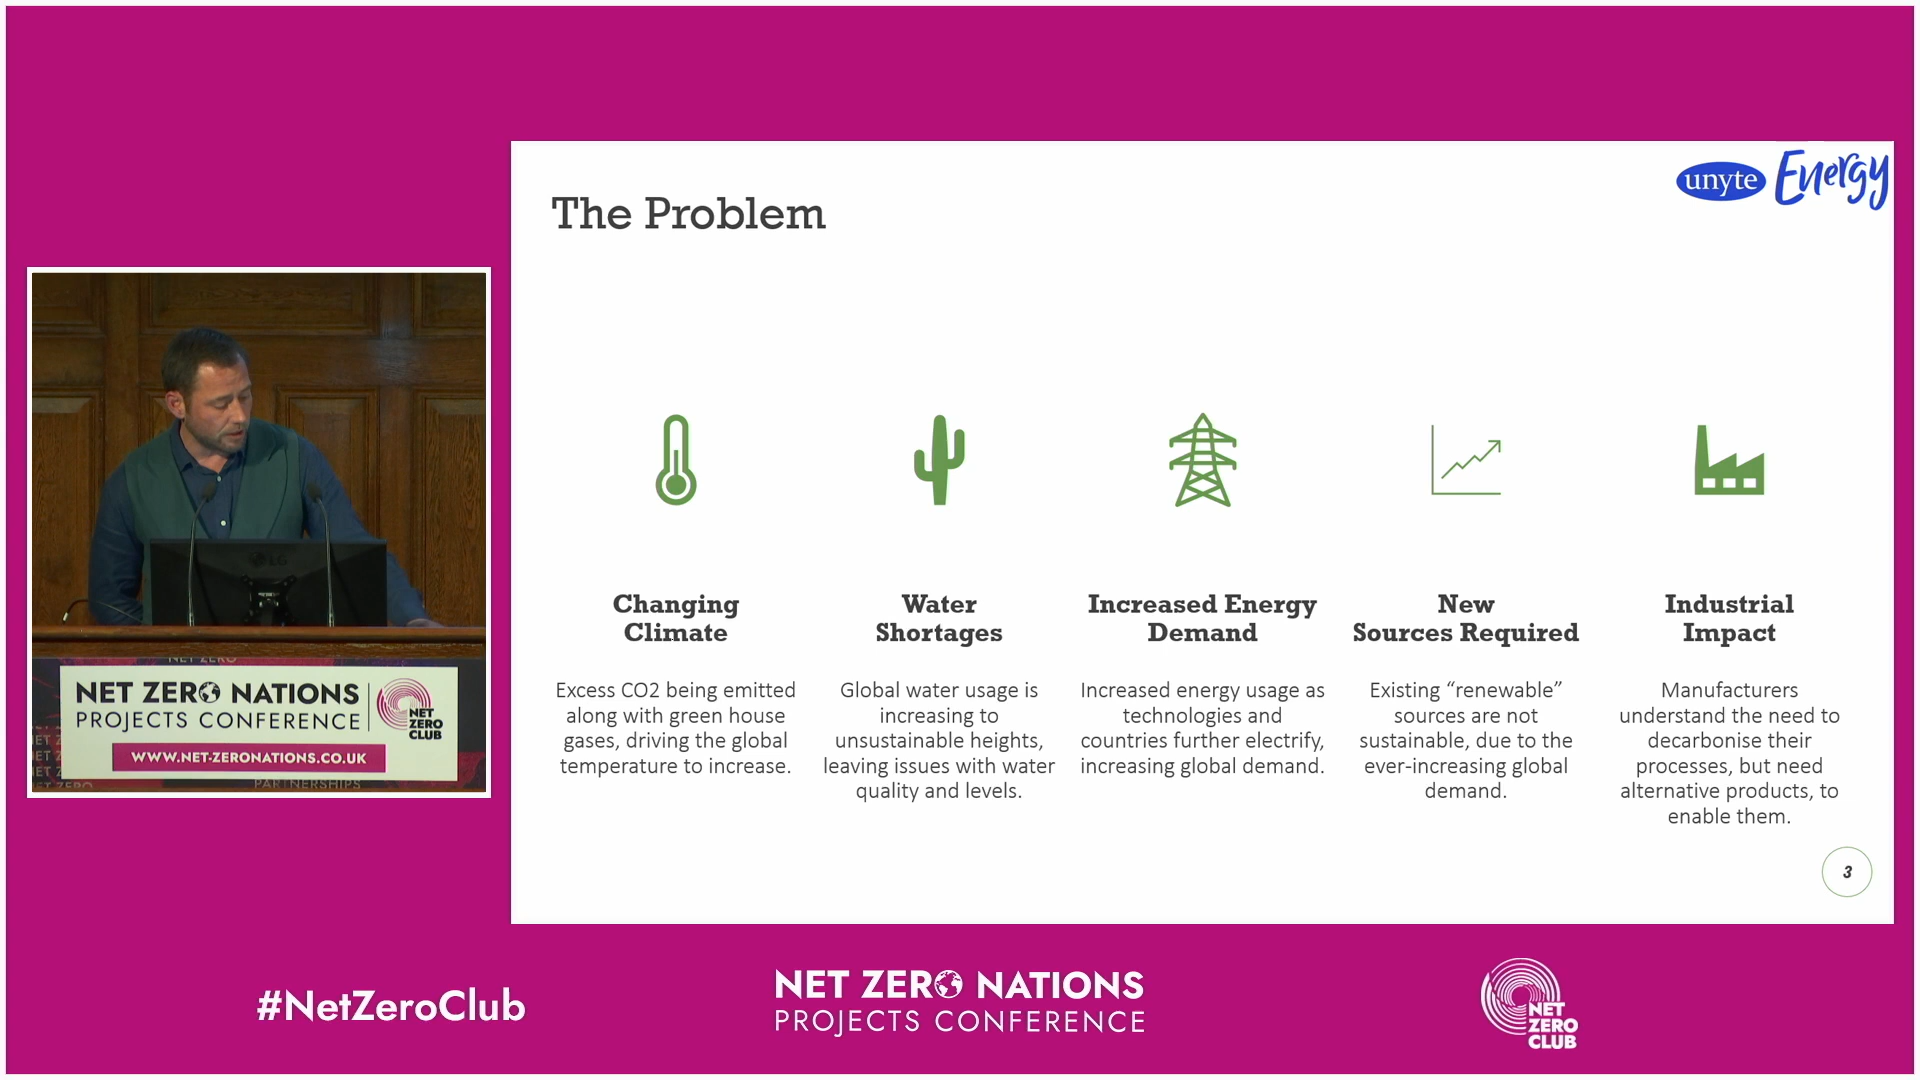 unyte Energy
The Problem
Changing
Climate
Excess CO2 being emitted
along with green house
gases, driving the global
temperature to increase.
Water
Shortages
Global water usage is
increasing to
unsustainable heights,
leaving issues with water
quality and levels.
Increased Energy
Demand
Increased energy usage as
technologies and
countries further electrify,
increasing global demand.
New
Sources Required
Existing “renewable”
sources are not
sustainable, due to the
ever-increasing global
demand.
Industrial
Impact
Manufacturers
understand the need to
decarbonise their
processes, but need
alternative products, to
enable them.
3
LG
NET ZERO
NET ZERO NATIONS
PROJECTS CONFERENCE
NET
ZERO
CLUB
WWW.NET-ZERONATIONS.CO.UK
PARTNERSHIPS
#NetZeroClub
NET ZERO NATIONS
PROJECTS CONFERENCE
NET
ZERO
CLUB